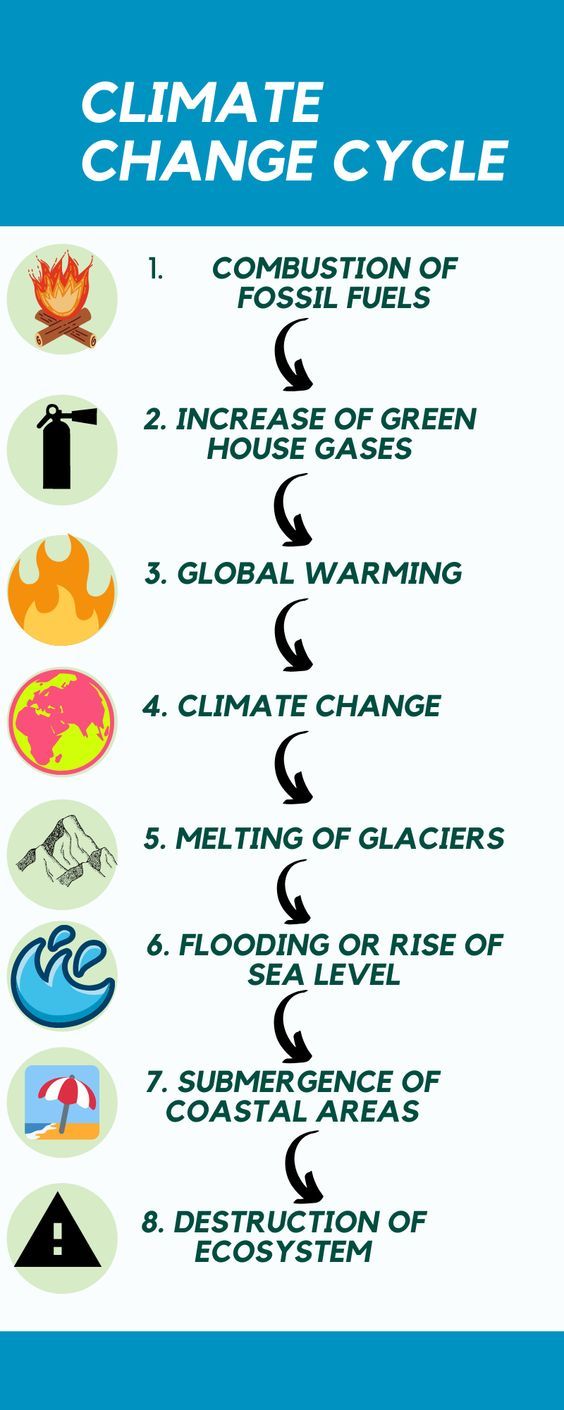 CLIMATE
CHANGE CYCLE
1. COMBUSTION OF
FOSSIL FUELS
2. INCREASE OF GREEN
HOUSE GASES
3. GLOBAL WARMING
4. CLIMATE CHANGE
5. MELTING OF GLACIERS
6. FLOODING OR RISE OF
SEA LEVEL
7. SUBMERGENCE OF
COASTAL AREAS
8. DESTRUCTION OF
ECOSYSTEM